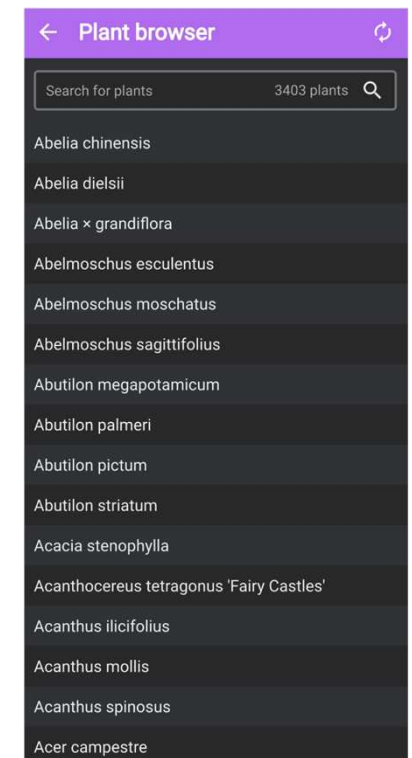 Plant browser
Search for plants 3403 plants
Abelia chinensis
Abelia dielsii
Abelia × grandiflora
Abelmoschus esculentus
Abelmoschus moschatus
Abelmoschus sagittifolius
Abutilon megapotamicum
Abutilon palmeri
Abutilon pictum
Abutilon striatum
Acacia stenophylla
Acanthocereus tetragonus 'Fairy Castles'
Acanthus ilicifolius
Acanthus mollis
Acanthus spinosus
Acer campestre